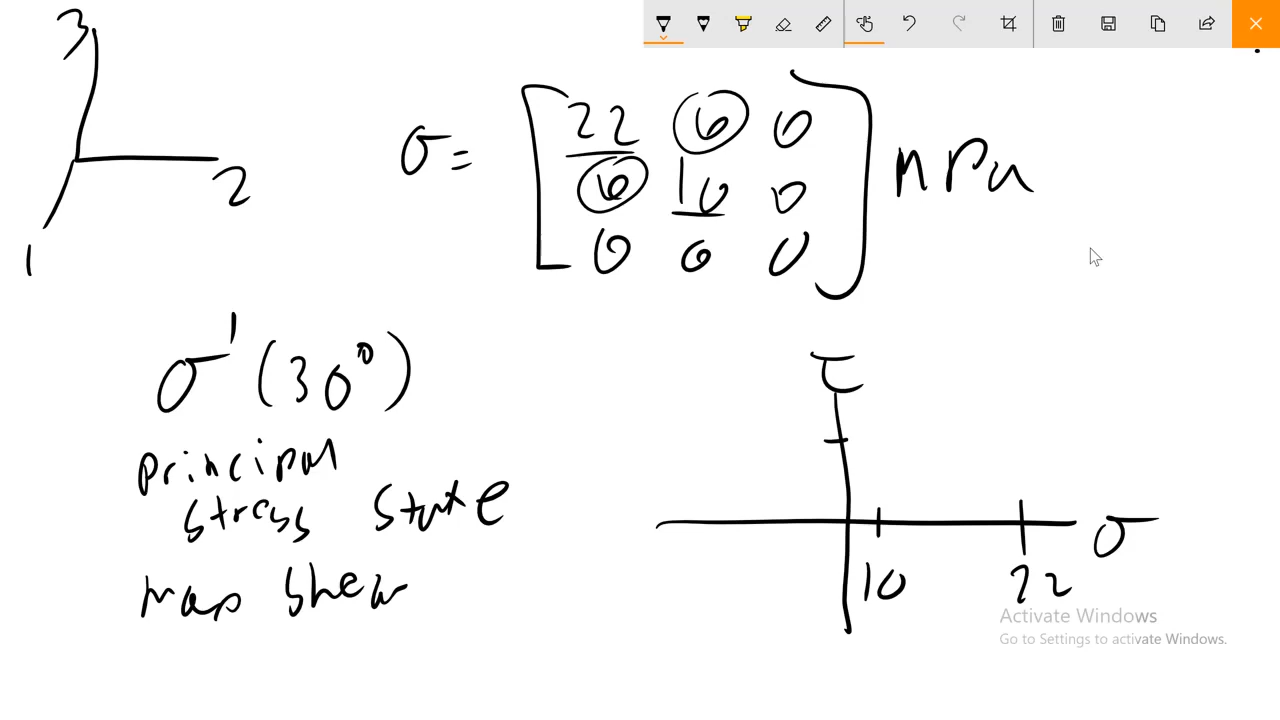 3
2
1
σ = [ 22 6 0
6 10 0
0 0 0 ] MPa
σ' (30°)
principal
stress state
max shear
τ
σ
10 22
Activate Windows
Go to Settings to activate Windows.